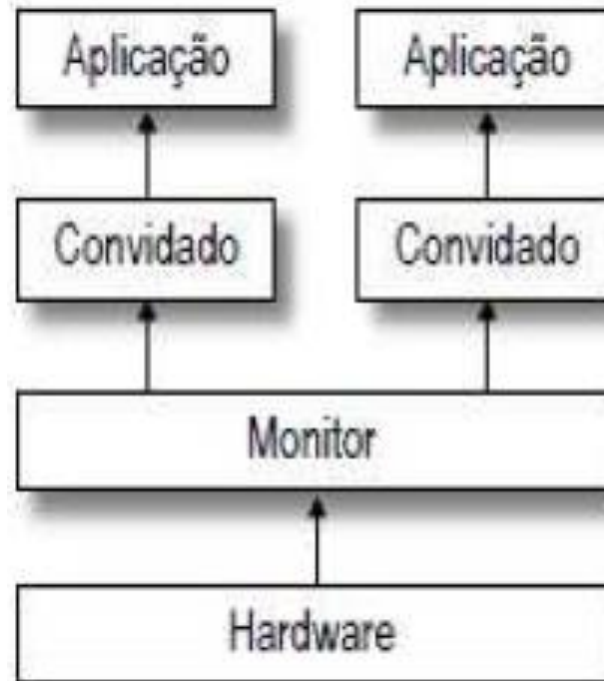 Aplicação
Aplicação
Convidado
Convidado
Monitor
Hardware